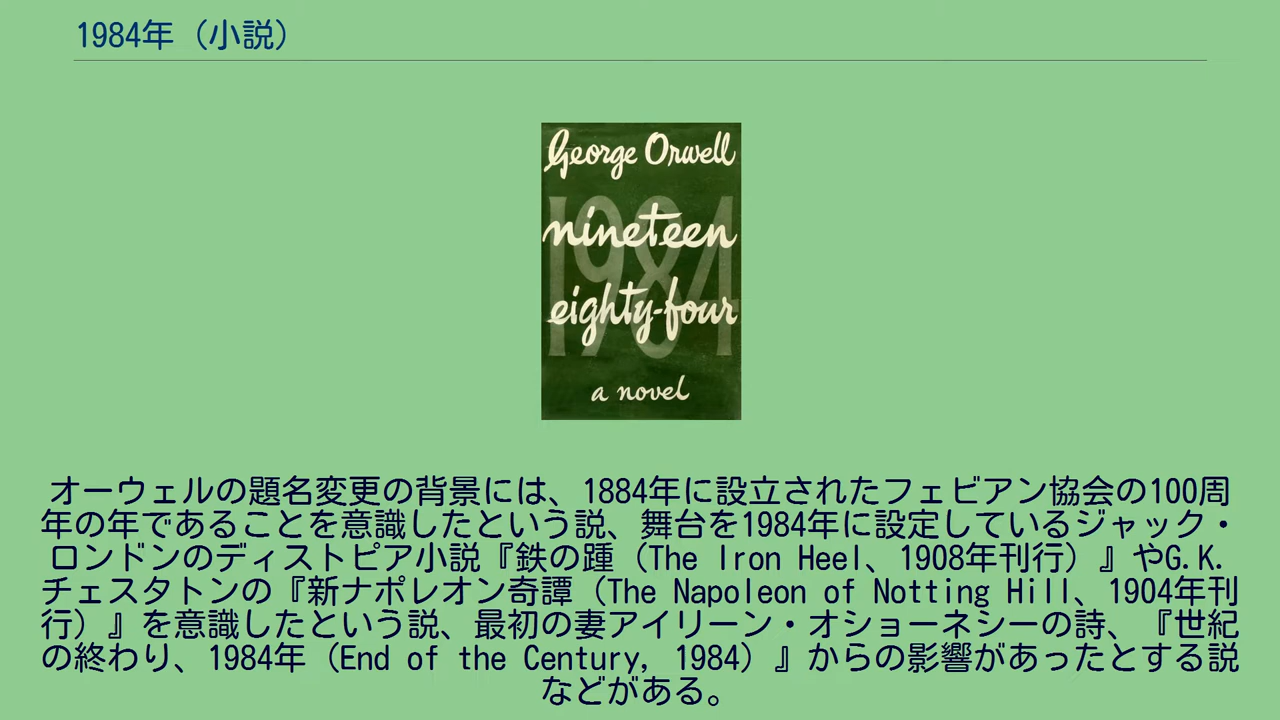 1984年（小説）
George Orwell
1984
nineteen
eighty-four
a novel
オーウェルの題名変更の背景には、1884年に設立されたフェビアン協会の100周
年の年であることを意識したという説、舞台を1984年に設定しているジャック・
ロンドンのディストピア小説『鉄の踵（The Iron Heel、1908年刊行）』やG.K.
チェスタトンの『新ナポレオン奇譚（The Napoleon of Notting Hill、1904年刊
行）』を意識したという説、最初の妻アイリーン・オショーネシーの詩、『世紀
の終わり、1984年（End of the Century, 1984）』からの影響があったとする説
などがある。